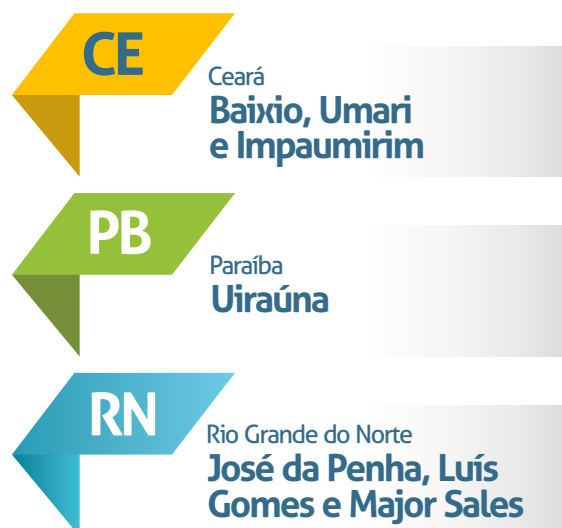 CE
Ceará
Baixio, Umari
e Impaumirim
PB
Paraíba
Uiraúna
RN
Rio Grande do Norte
José da Penha, Luís
Gomes e Major Sales